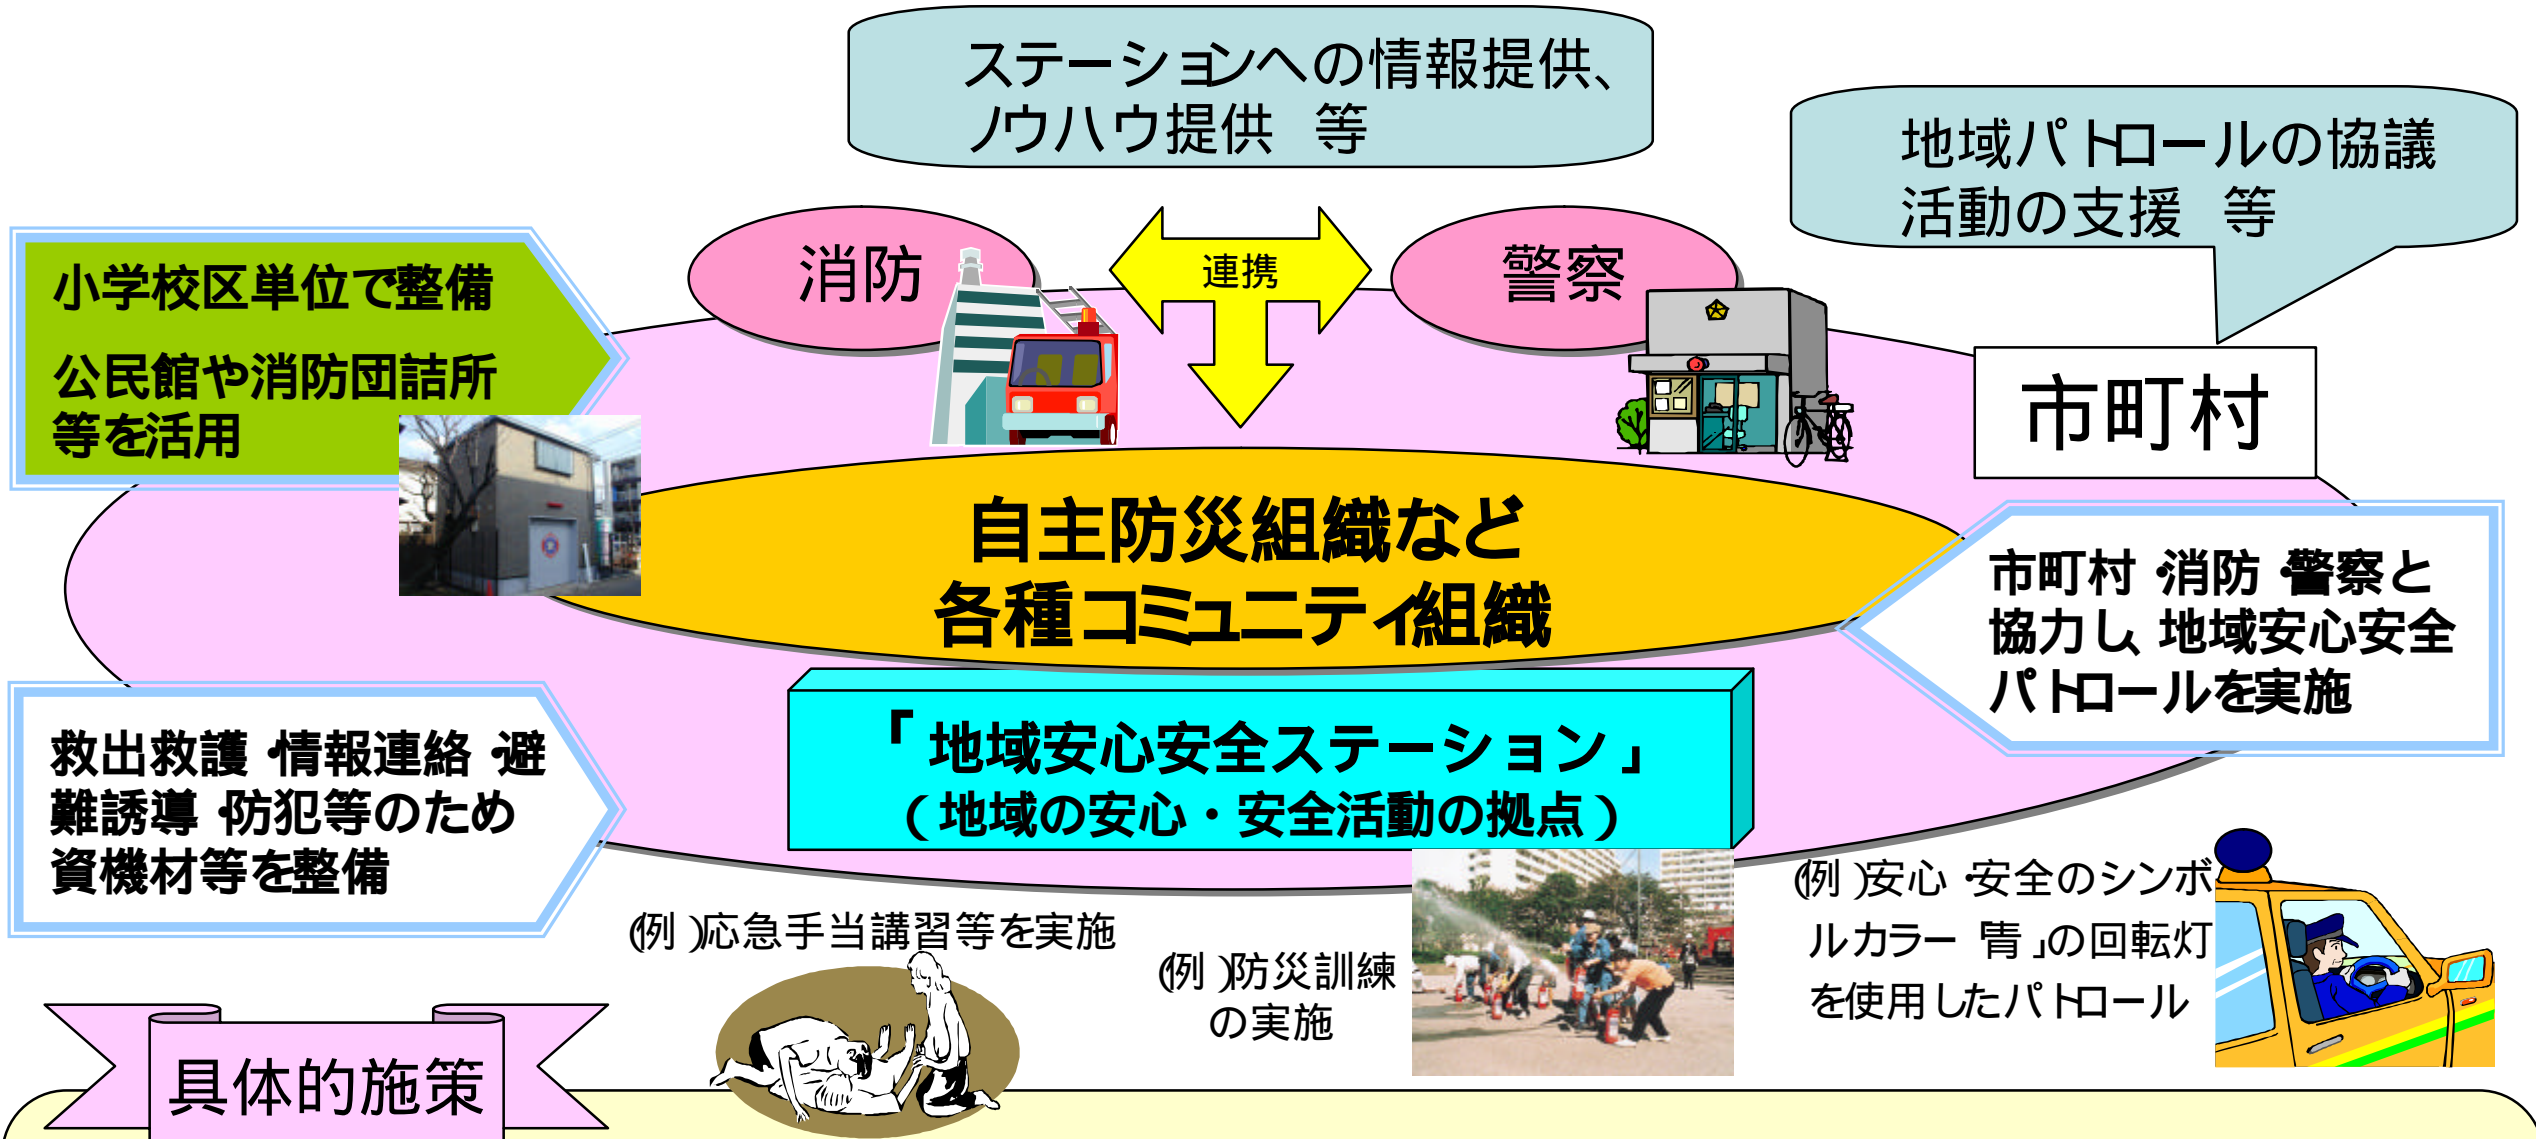 ステーションへの情報提供、
ノウハウ提供 等
地域パトロールの協議
活動の支援 等
消防
連携
警察
市町村
小学校区単位で整備
公民館や消防団詰所
等を活用
自主防災組織など
各種コミュニティ組織
市町村・消防・警察と
協力し、地域安心安全
パトロールを実施
「地域安心安全ステーション」
(地域の安心・安全活動の拠点)
救出救護・情報連絡・避
難誘導・防犯等のため
資機材等を整備
(例)応急手当講習等を実施
(例)防災訓練
の実施
(例)安心・安全のシンボ
ルカラー「青」の回転灯
を使用したパトロール
具体的施策